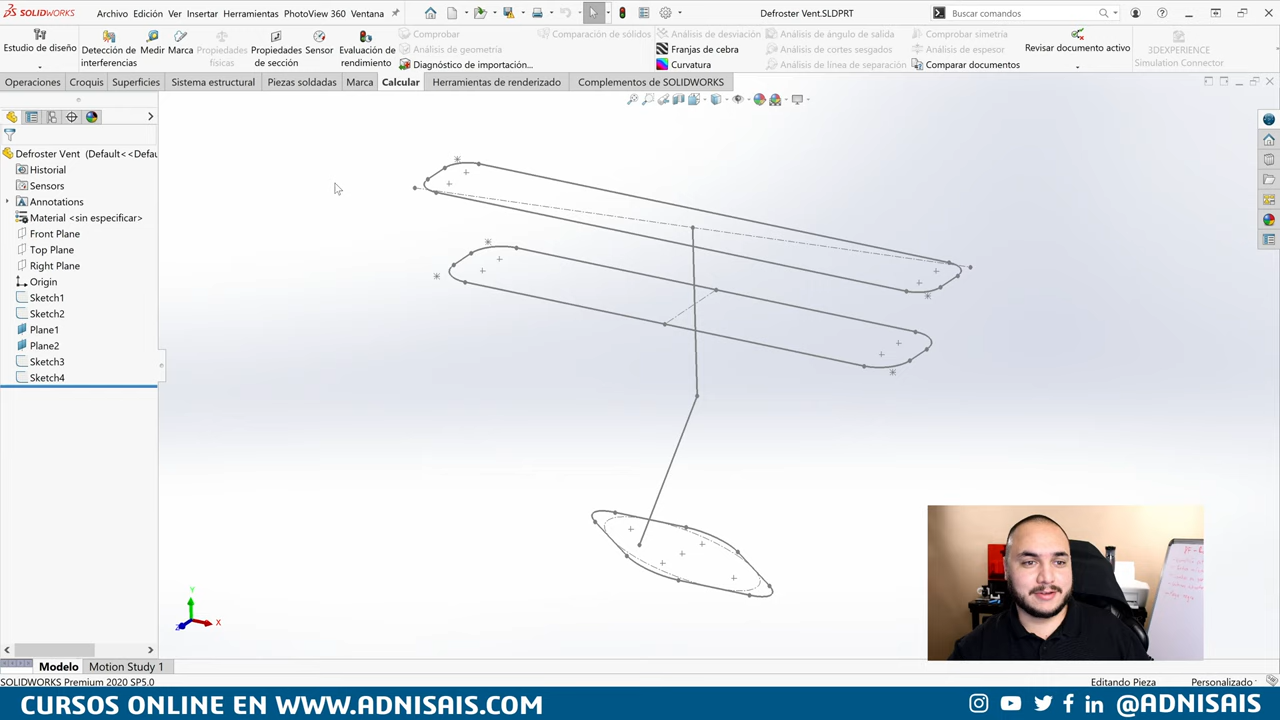 SOLIDWORKS
Archivo Edición Ver Insertar Herramientas PhotoView 360 Ventana
Defroster Vent.SLDPRT
Buscar comandos
Estudio de diseño
Detección de interferencias
Medir
Marca
Propiedades físicas
Propiedades de sección
Sensor
Evaluación de rendimiento
Comprobar
Análisis de geometría
Diagnóstico de importación...
Comparación de sólidos
Análisis de desviación
Franjas de cebra
Curvatura
Análisis de ángulo de salida
Análisis de cortes sesgados
Análisis de línea de separación
Comprobar simetría
Análisis de espesor
Comparar documentos
Revisar documento activo
3DEXPERIENCE
Simulation Connector
Operaciones Croquis Superficies Sistema estructural Piezas soldadas Marca Calcular Herramientas de renderizado Complementos de SOLIDWORKS
Defroster Vent (Default<<Defau
Historial
Sensors
Annotations
Material <sin especificar>
Front Plane
Top Plane
Right Plane
Origin
Sketch1
Sketch2
Plane1
Plane2
Sketch3
Sketch4
Y
X
Z
Modelo Motion Study 1
SOLIDWORKS Premium 2020 SP5.0
Editando Pieza
Personalizado
CURSOS ONLINE EN WWW.ADNISAIS.COM
@ADNISAIS